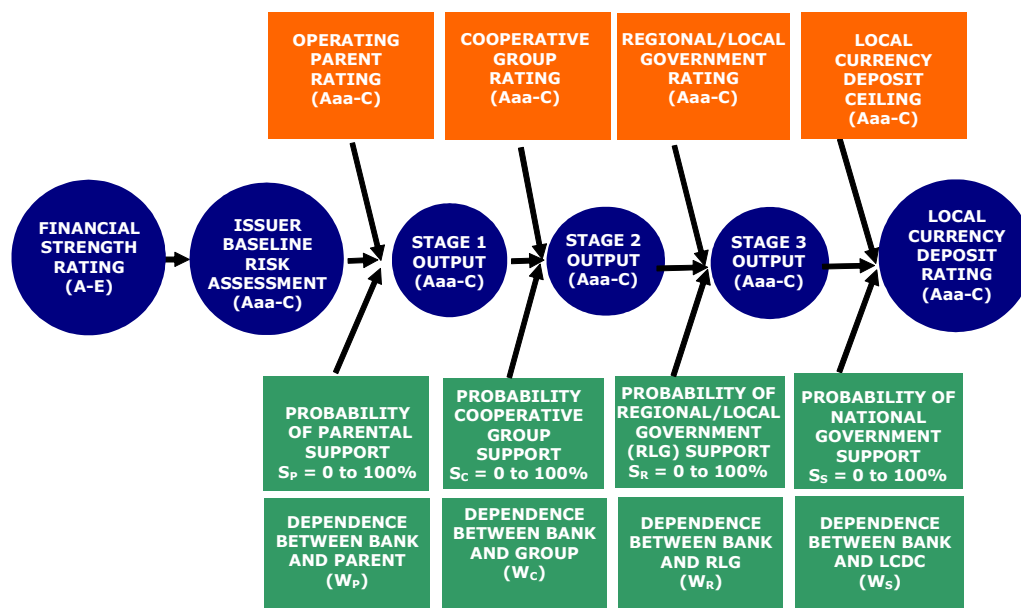 OPERATING
PARENT
RATING
(Aaa-C)
COOPERATIVE
GROUP
RATING
(Aaa-C)
REGIONAL/LOCAL
GOVERNMENT
RATING
(Aaa-C)
LOCAL
CURRENCY
DEPOSIT
CEILING
(Aaa-C)
FINANCIAL
STRENGTH
RATING
(A-E)
ISSUER
BASELINE
RISK
ASSESSMENT
(Aaa-C)
STAGE 1
OUTPUT
(Aaa-C)
STAGE 2
OUTPUT
(Aaa-C)
STAGE 3
OUTPUT
(Aaa-C)
LOCAL
CURRENCY
DEPOSIT
RATING
(Aaa-C)
PROBABILITY
OF PARENTAL
SUPPORT
SP = 0 to 100%
PROBABILITY
COOPERATIVE
GROUP
SUPPORT
SC = 0 to 100%
PROBABILITY OF
REGIONAL/LOCAL
GOVERNMENT
(RLG) SUPPORT
SR = 0 to 100%
PROBABILITY OF
NATIONAL
GOVERNMENT
SUPPORT
SS = 0 to 100%
DEPENDENCE
BETWEEN BANK
AND PARENT
(WP)
DEPENDENCE
BETWEEN BANK
AND GROUP
(WC)
DEPENDENCE
BETWEEN BANK
AND RLG
(WR)
DEPENDENCE
BETWEEN BANK
AND LCDC
(WS)